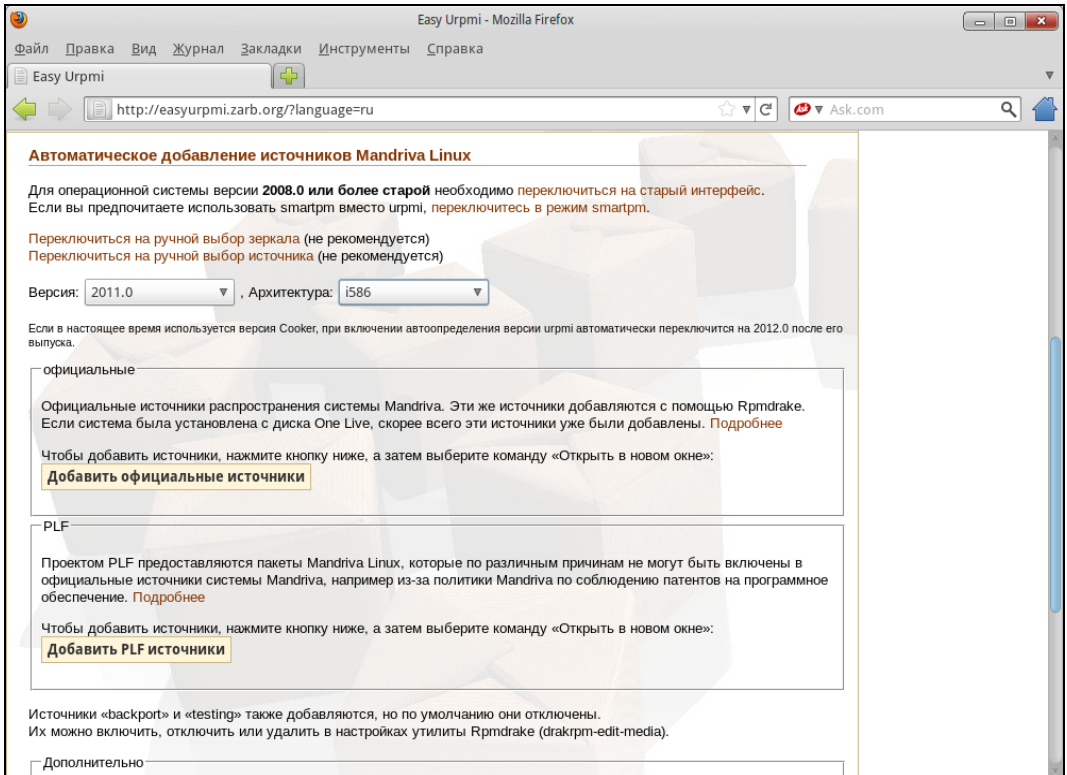 Easy Urpmi - Mozilla Firefox
Файл Правка Вид Журнал Закладки Инструменты Справка
Easy Urpmi
http://easyurpmi.zarb.org/?language=ru
Ask.com
Автоматическое добавление источников Mandriva Linux
Для операционной системы версии 2008.0 или более старой необходимо переключиться на старый интерфейс.
Если вы предпочитаете использовать smartpm вместо urpmi, переключитесь в режим smartpm.
Переключиться на ручной выбор зеркала (не рекомендуется)
Переключиться на ручной выбор источника (не рекомендуется)
Версия: 2011.0 , Архитектура: i586
Если в настоящее время используется версия Cooker, при включении автоопределения версии urpmi автоматически переключится на 2012.0 после его
выпуска.
официальные
Официальные источники распространения системы Mandriva. Эти же источники добавляются с помощью Rpmdrake.
Если система была установлена с диска One Live, скорее всего эти источники уже были добавлены. Подробнее
Чтобы добавить источники, нажмите кнопку ниже, а затем выберите команду «Открыть в новом окне»:
Добавить официальные источники
PLF
Проектом PLF предоставляются пакеты Mandriva Linux, которые по различным причинам не могут быть включены в
официальные источники системы Mandriva, например из-за политики Mandriva по соблюдению патентов на программное
обеспечение. Подробнее
Чтобы добавить источники, нажмите кнопку ниже, а затем выберите команду «Открыть в новом окне»:
Добавить PLF источники
Источники «backport» и «testing» также добавляются, но по умолчанию они отключены.
Их можно включить, отключить или удалить в настройках утилиты Rpmdrake (drakrpm-edit-media).
Дополнительно